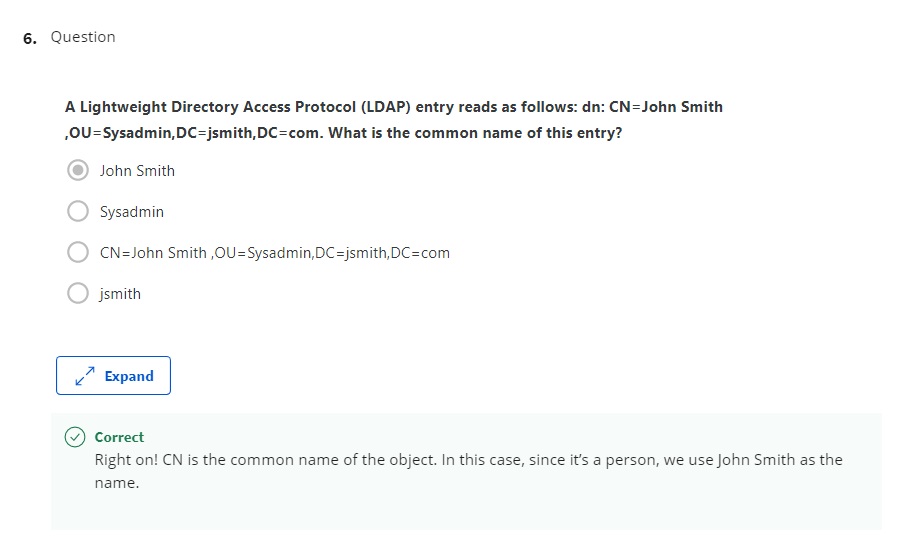 6. Question
A Lightweight Directory Access Protocol (LDAP) entry reads as follows: dn: CN=John Smith
,OU=Sysadmin,DC=jsmith,DC=com. What is the common name of this entry?
John Smith
Sysadmin
CN=John Smith ,OU=Sysadmin,DC=jsmith,DC=com
jsmith
Expand
Correct
Right on! CN is the common name of the object. In this case, since it’s a person, we use John Smith as the
name.